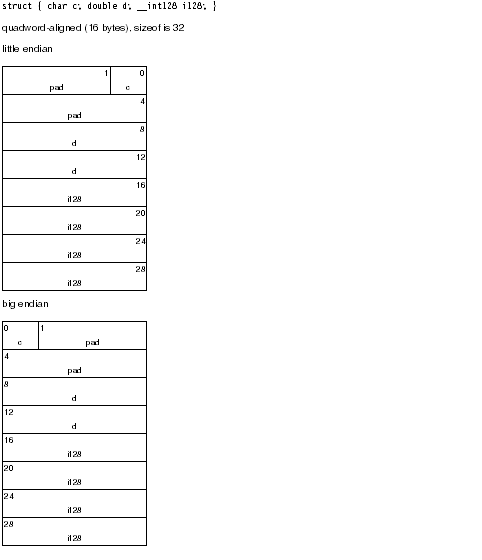 struct { char c; double d; __int128 i128; }
quadword-aligned (16 bytes), sizeof is 32
little endian
1 0
pad c
4
pad
8
d
12
d
16
i128
20
i128
24
i128
28
i128
big endian
0 1
c pad
4
pad
8
d
12
d
16
i128
20
i128
24
i128
28
i128